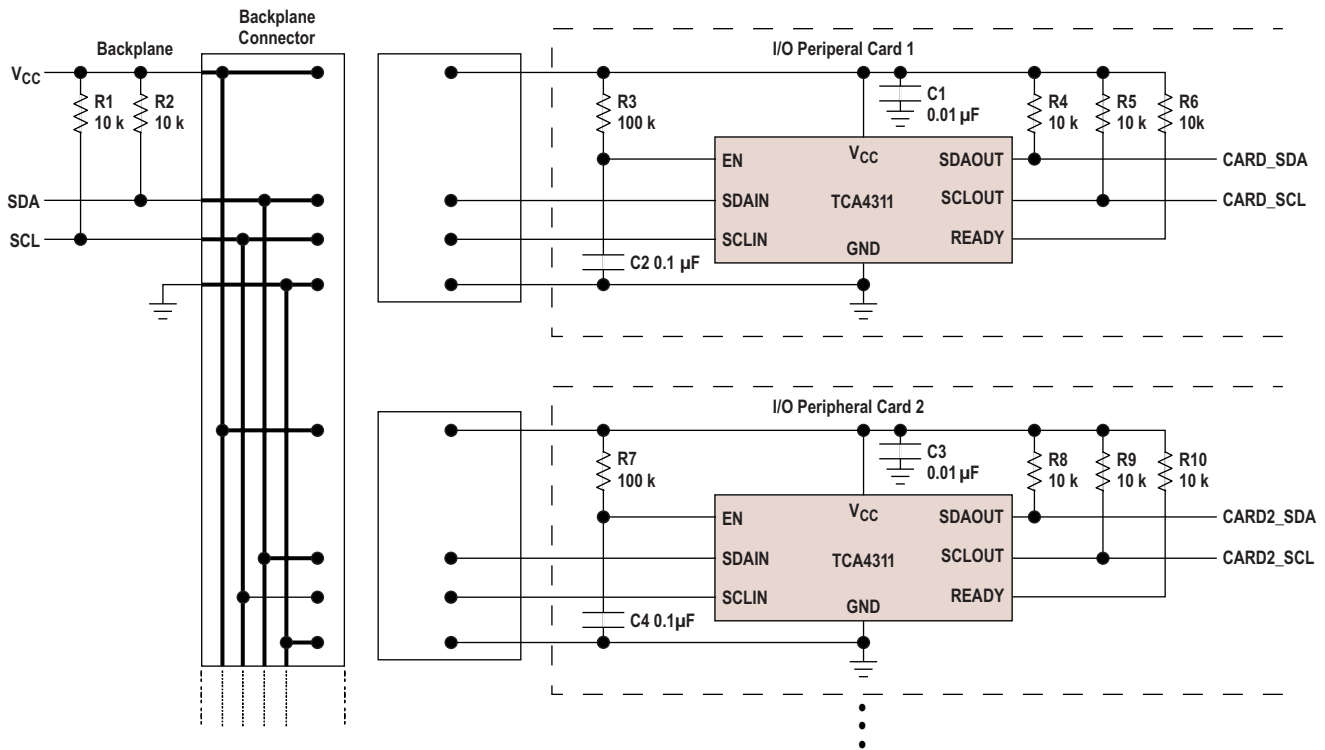 Backplane
Backplane
Connector
VCC
R1
10 k
R2
10 k
SDA
SCL
I/O Periperal Card 1
R3
100 k
C1
0.01 µF
R4
10 k
R5
10 k
R6
10k
EN
VCC
SDAOUT
CARD_SDA
SDAIN
TCA4311
SCLOUT
CARD_SCL
SCLIN
GND
READY
C2 0.1 µF
I/O Peripheral Card 2
R7
100 k
C3
0.01 µF
R8
10 k
R9
10 k
R10
10 k
EN
VCC
SDAOUT
CARD2_SDA
SDAIN
TCA4311
SCLOUT
CARD2_SCL
SCLIN
GND
READY
C4 0.1µF